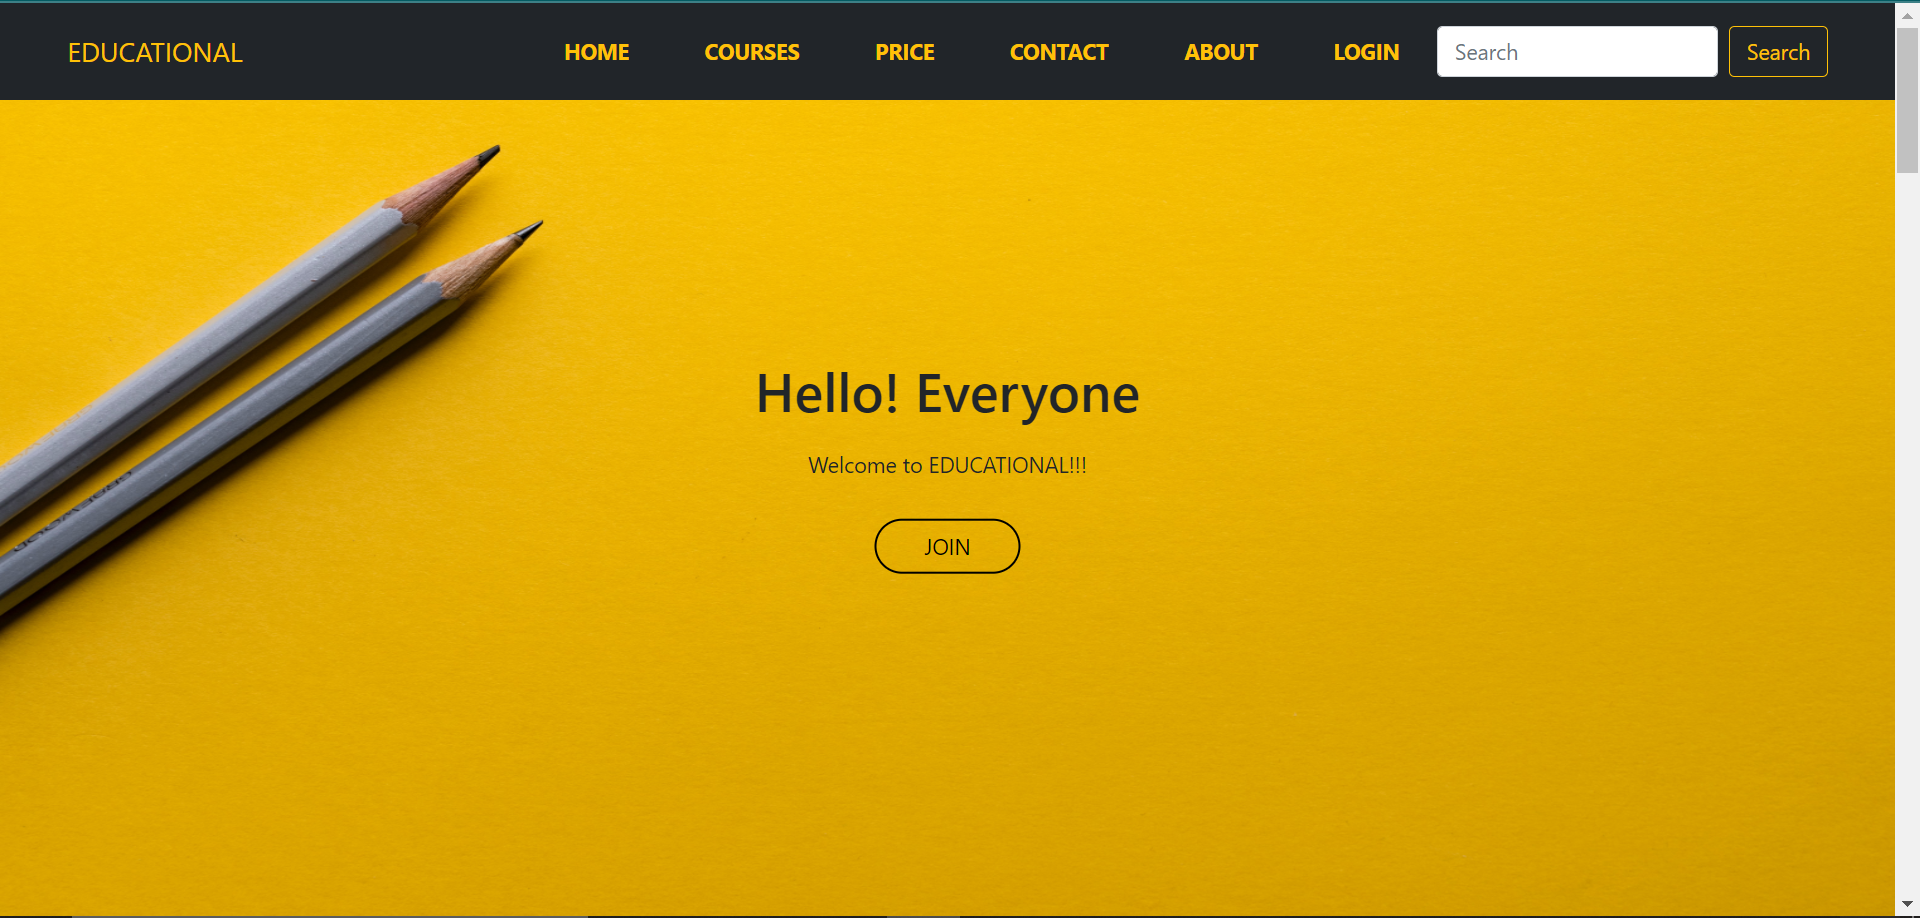 EDUCATIONAL HOME COURSES PRICE CONTACT ABOUT LOGIN Search Search
Hello! Everyone
Welcome to EDUCATIONAL!!!
JOIN